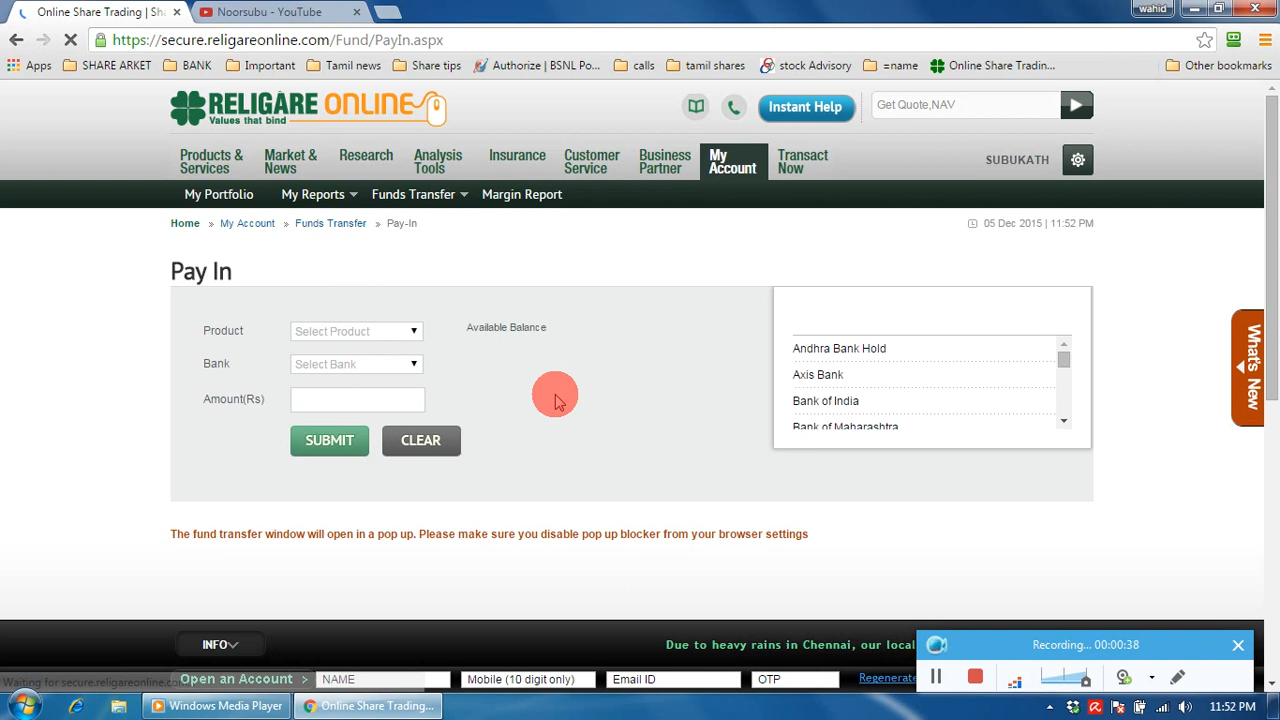 Online Share Trading | Sha
Noorsubu - YouTube
wahid
https://secure.religareonline.com/Fund/PayIn.aspx
Apps
SHARE ARKET
BANK
Important
Tamil news
Share tips
Authorize | BSNL Po...
calls
tamil shares
stock Advisory
=name
Online Share Tradin...
Other bookmarks
RELIGARE ONLINE
Values that bind
Instant Help
Get Quote,NAV
Products & Services
Market & News
Research
Analysis Tools
Insurance
Customer Service
Business Partner
My Account
Transact Now
SUBUKATH
My Portfolio
My Reports
Funds Transfer
Margin Report
Home » My Account » Funds Transfer » Pay-In
05 Dec 2015 | 11:52 PM
Pay In
Product
Select Product
Available Balance
Bank
Select Bank
Amount(Rs)
SUBMIT
CLEAR
Andhra Bank Hold
Axis Bank
Bank of India
Bank of Maharashtra
What's New
The fund transfer window will open in a pop up. Please make sure you disable pop up blocker from your browser settings
INFO
Due to heavy rains in Chennai, our local
Recording... 00:00:38
Open an Account >
NAME
Mobile (10 digit only)
Email ID
OTP
Regenerate
Waiting for secure.religareonline.com...
Windows Media Player
Online Share Trading...
11:52 PM